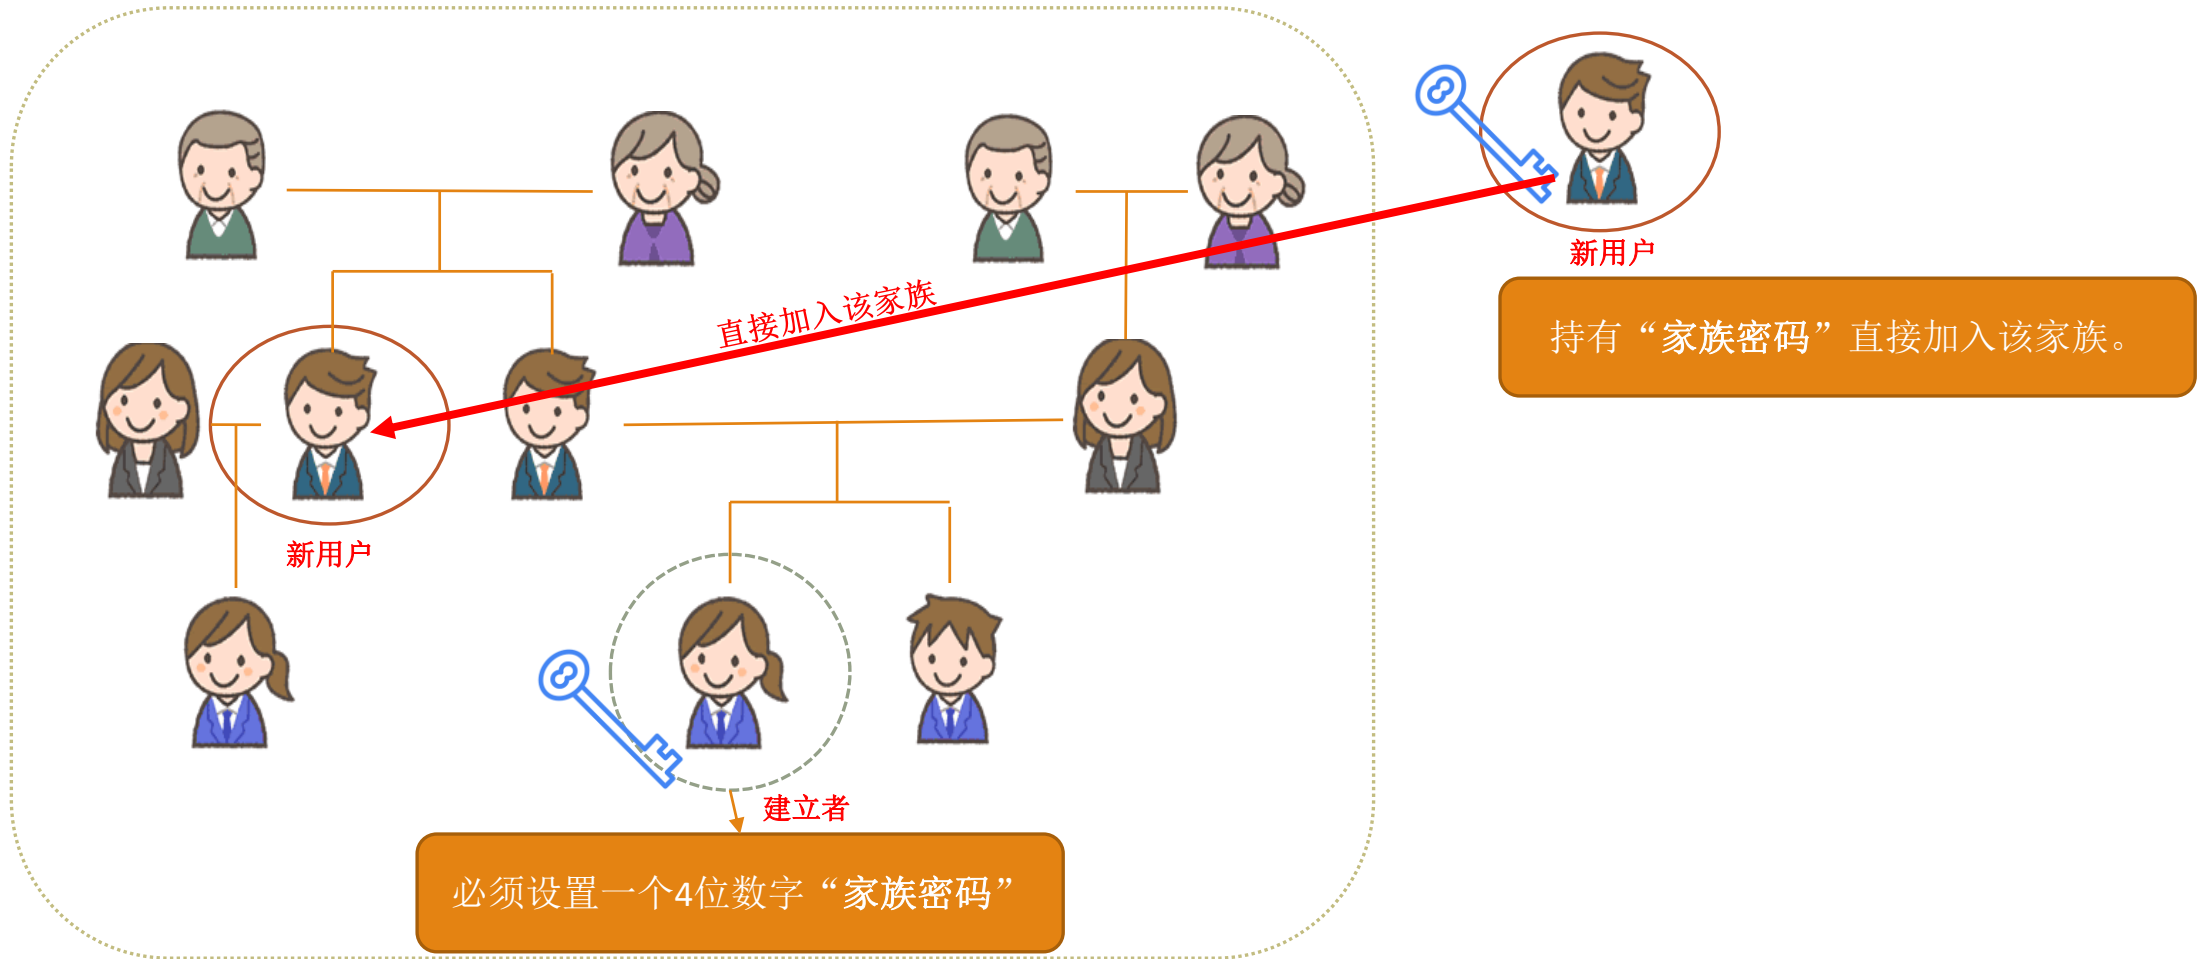 新用户
持有“家族密码”直接加入该家族。
直接加入该家族
新用户
建立者
必须设置一个4位数字“家族密码”